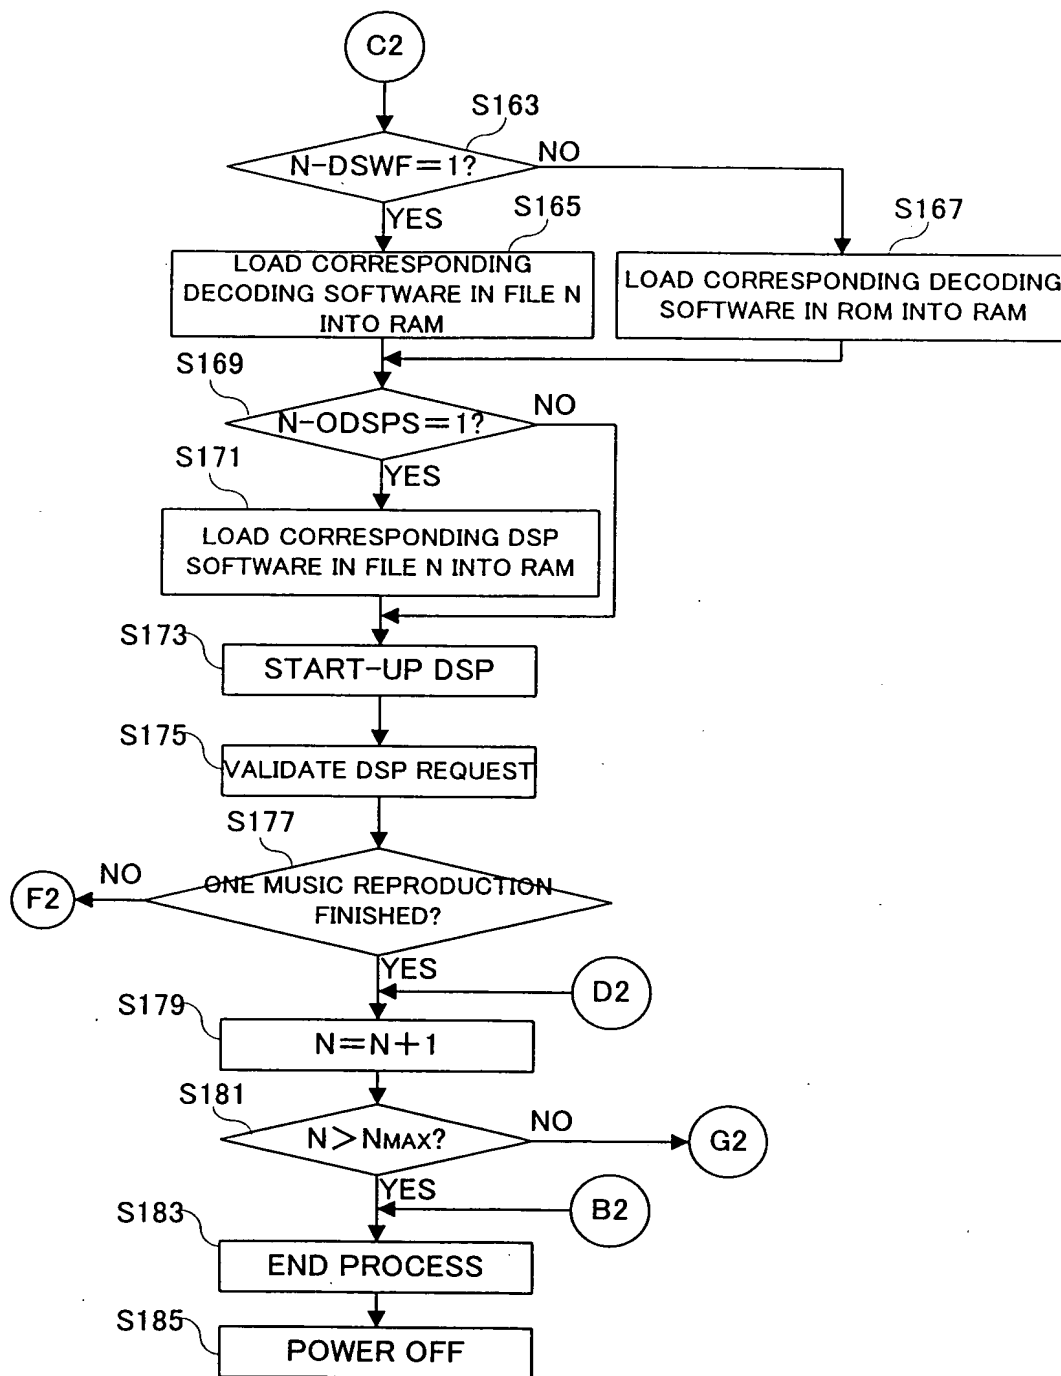 C2
S163
N-DSWF=1?
NO
YES
S165
S167
LOAD CORRESPONDING
DECODING SOFTWARE IN FILE N
INTO RAM
LOAD CORRESPONDING DECODING
SOFTWARE IN ROM INTO RAM
S169
N-ODSPS=1?
NO
S171
YES
LOAD CORRESPONDING DSP
SOFTWARE IN FILE N INTO RAM
S173
START-UP DSP
S175
VALIDATE DSP REQUEST
S177
NO
F2
ONE MUSIC REPRODUCTION
FINISHED?
YES
D2
S179
N=N+1
S181
N>NMAX?
NO
G2
YES
B2
S183
END PROCESS
S185
POWER OFF